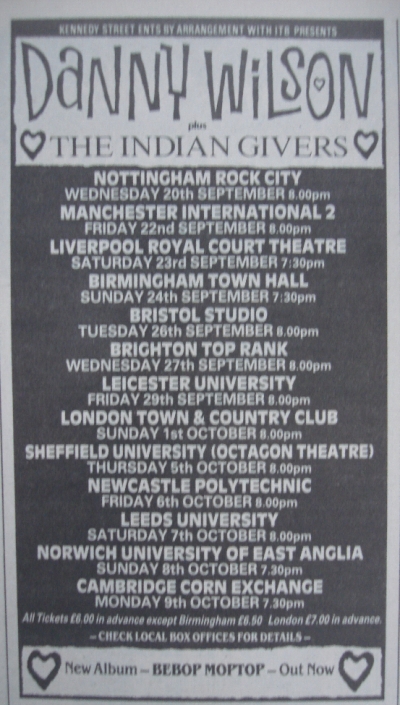 KENNEDY STREET ENTS BY ARRANGEMENT WITH ITB PRESENTS
DANNY WILSON
plus
THE INDIAN GIVERS
NOTTINGHAM ROCK CITY
WEDNESDAY 20th SEPTEMBER 8.00pm
MANCHESTER INTERNATIONAL 2
FRIDAY 22nd SEPTEMBER 8.00pm
LIVERPOOL ROYAL COURT THEATRE
SATURDAY 23rd SEPTEMBER 7:30pm
BIRMINGHAM TOWN HALL
SUNDAY 24th SEPTEMBER 7:30pm
BRISTOL STUDIO
TUESDAY 26th SEPTEMBER 8.00pm
BRIGHTON TOP RANK
WEDNESDAY 27th SEPTEMBER 8.00pm
LEICESTER UNIVERSITY
FRIDAY 29th SEPTEMBER 8.00pm
LONDON TOWN & COUNTRY CLUB
SUNDAY 1st OCTOBER 8.00pm
SHEFFIELD UNIVERSITY (OCTAGON THEATRE)
THURSDAY 5th OCTOBER 8.00pm
NEWCASTLE POLYTECHNIC
FRIDAY 6th OCTOBER 8.00pm
LEEDS UNIVERSITY
SATURDAY 7th OCTOBER 8.00pm
NORWICH UNIVERSITY OF EAST ANGLIA
SUNDAY 8th OCTOBER 7.30pm
CAMBRIDGE CORN EXCHANGE
MONDAY 9th OCTOBER 7.30pm
All Tickets £6.00 in advance except Birmingham £6.50 London £7.00 in advance.
– CHECK LOCAL BOX OFFICES FOR DETAILS –
New Album – BEBOP MOPTOP – Out Now